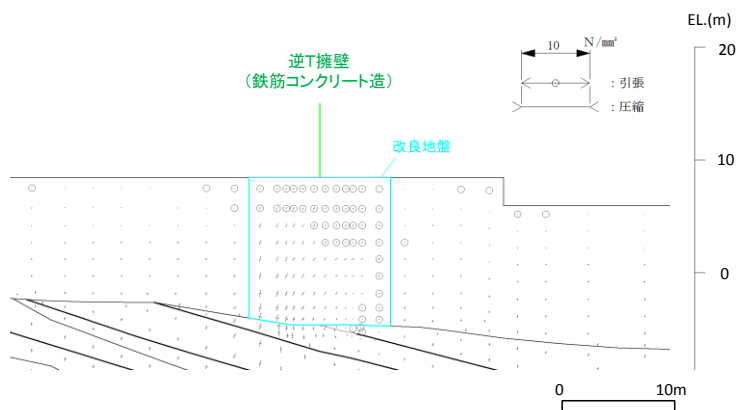 EL.(m)
20
10 N/mm²
：引張
：圧縮
逆T擁壁
（鉄筋コンクリート造）
改良地盤
10
0
0 10m